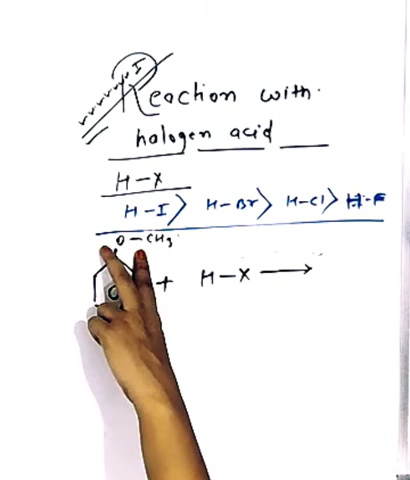 Reaction with
halogen acid
H-X
H-I > H-Br > H-Cl > H-F
O-CH3
+ H-X →